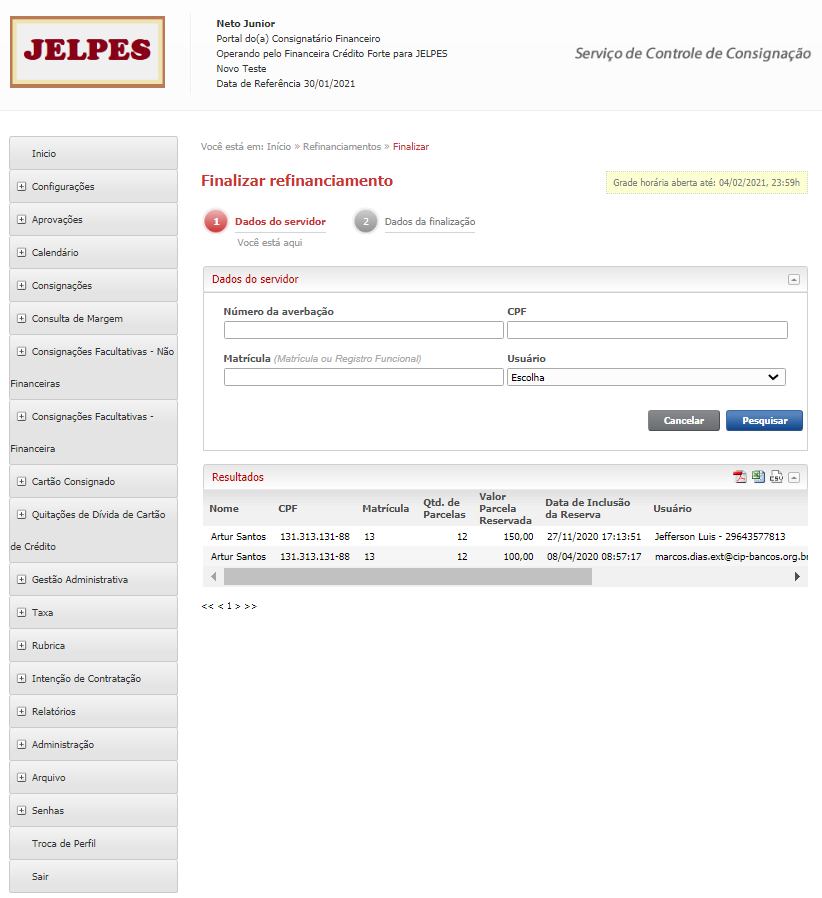 JELPES
Neto Junior
Portal do(a) Consignatário Financeiro
Operando pelo Financeira Crédito Forte para JELPES
Novo Teste
Data de Referência 30/01/2021
Serviço de Controle de Consignação
Inicio
Configurações
Aprovações
Calendário
Consignações
Consulta de Margem
Consignações Facultativas - Não
Financeiras
Consignações Facultativas -
Financeira
Cartão Consignado
Quitações de Dívida de Cartão
de Crédito
Gestão Administrativa
Taxa
Rubrica
Intenção de Contratação
Relatórios
Administração
Arquivo
Senhas
Troca de Perfil
Sair
Você está em: Início » Refinanciamentos » Finalizar
Finalizar refinanciamento
Grade horária aberta até: 04/02/2021, 23:59h
1 Dados do servidor 2 Dados da finalização
Você está aqui
Dados do servidor
Número da averbação CPF
Matrícula (Matrícula ou Registro Funcional) Usuário
Escolha
Cancelar Pesquisar
Resultados CSV
Nome CPF Matrícula Qtd. de Parcelas Valor Parcela Reservada Data de Inclusão da Reserva Usuário
Artur Santos 131.313.131-88 13 12 150,00 27/11/2020 17:13:51 Jefferson Luis - 29643577813
Artur Santos 131.313.131-88 13 12 100,00 08/04/2020 08:57:17 marcos.dias.ext@cip-bancos.org.br
<< < 1 > >>